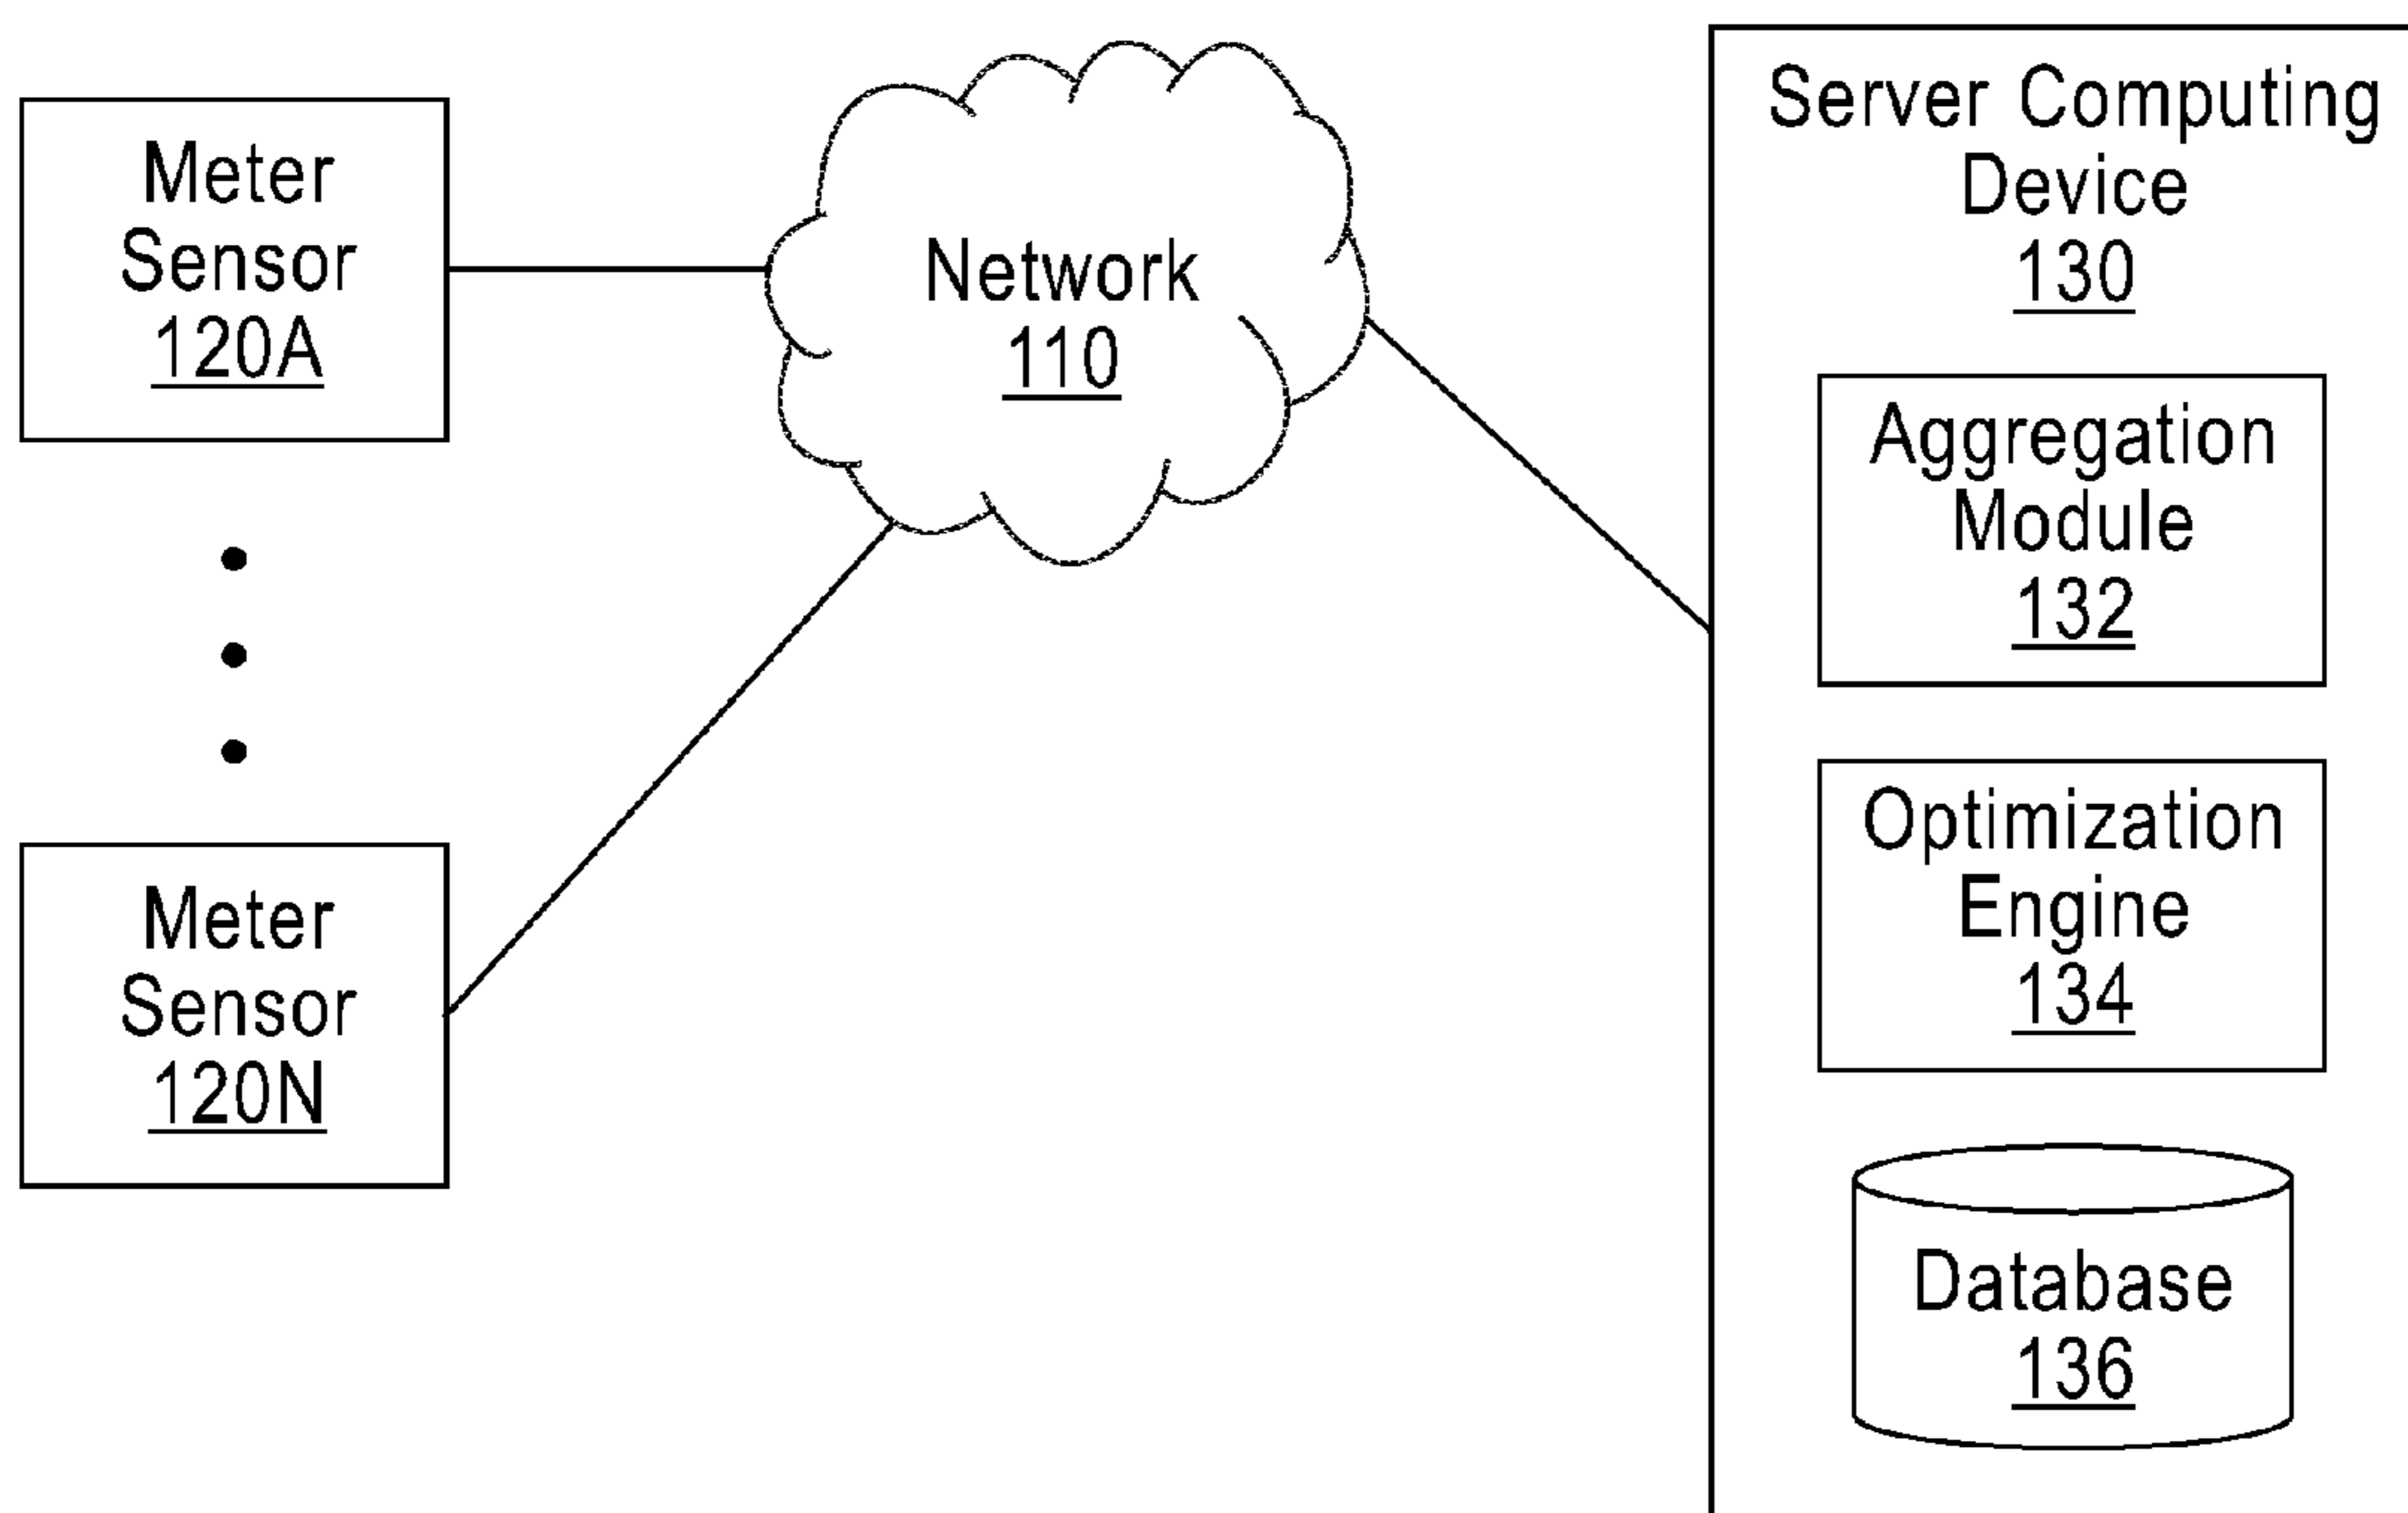 Meter
Sensor
120A
Meter
Sensor
120N
Network
110
Server Computing
Device
130
Aggregation
Module
132
Optimization
Engine
134
Database
136